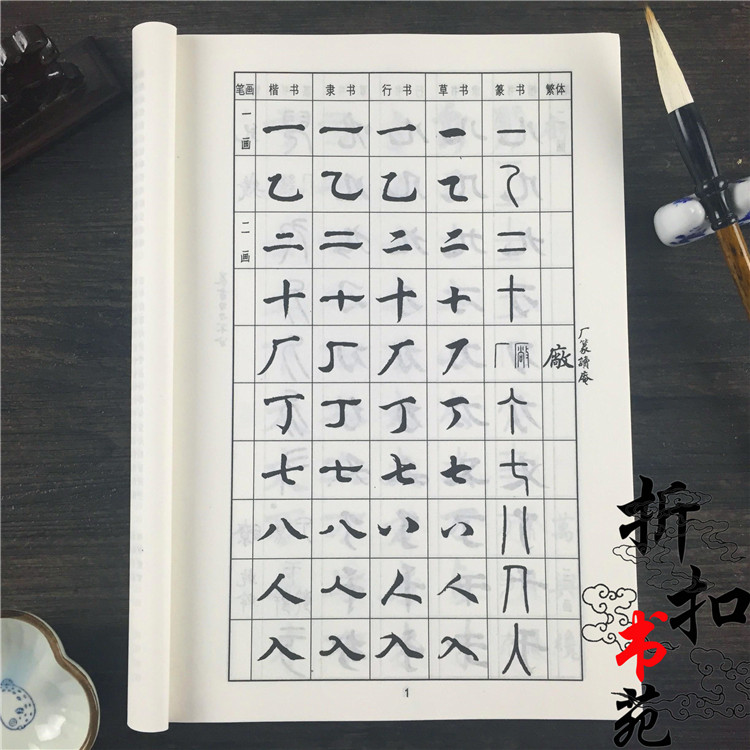 笔画 楷书 隶书 行书 草书 篆书 繁体
一画 一 一 一 一 一
乙 乙 乙 乙 乙
二画 二 二 二 二 二
十 十 十 十 十
厂 厂 厂 厂 厂 廠 廠
厂篆读庵
丁 丁 丁 丁 丁
七 七 七 七 七
八 八 八 八 八
人 人 人 人 人
入 入 入 入 入
1
折扣书苑